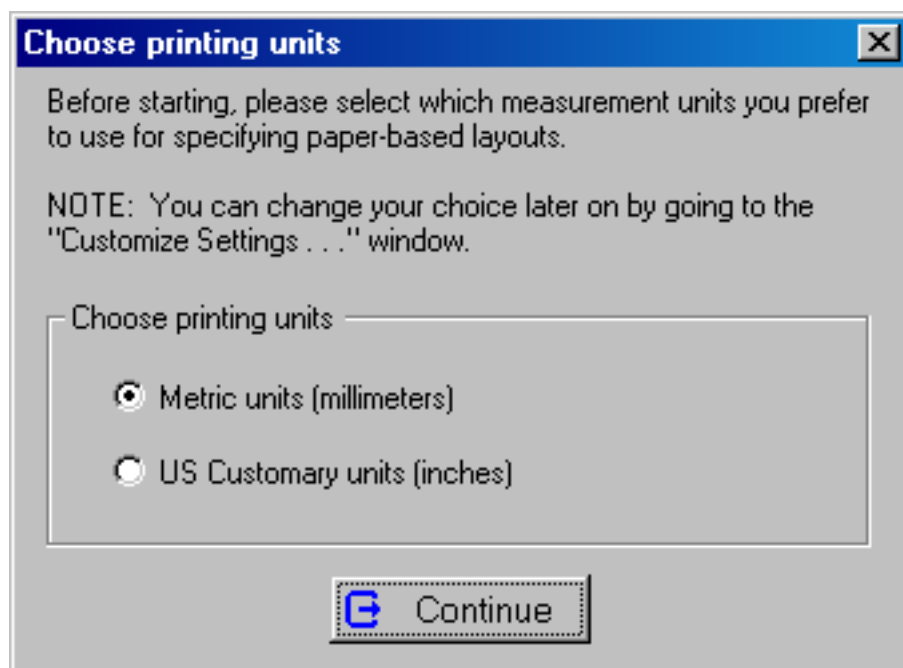 Choose printing units
Before starting, please select which measurement units you prefer
to use for specifying paper-based layouts.
NOTE:  You can change your choice later on by going to the
"Customize Settings . . ." window.
Choose printing units
Metric units (millimeters)
US Customary units (inches)
Continue